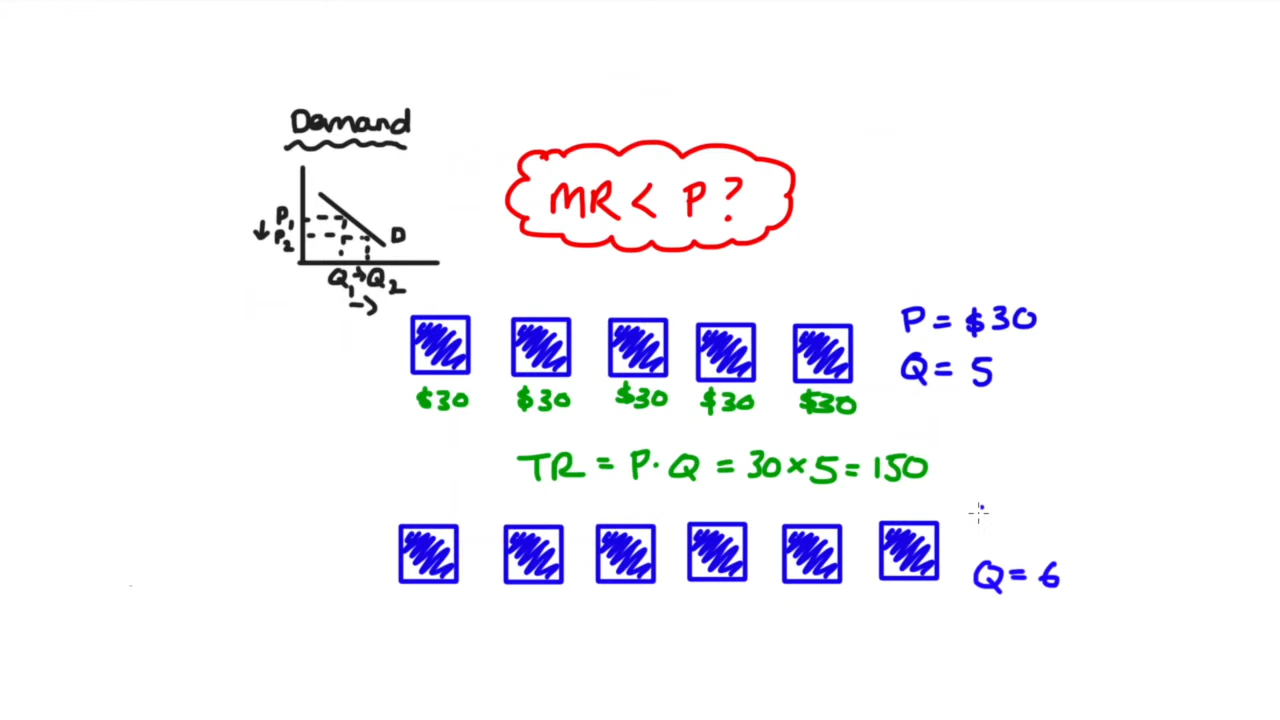 Demand
MR < P ?
P₁
↓ P₂
D
Q₁ → Q₂
→
P = $30
Q = 5
$30 $30 $30 $30 $30
TR = P · Q = 30 × 5 = 150
Q = 6